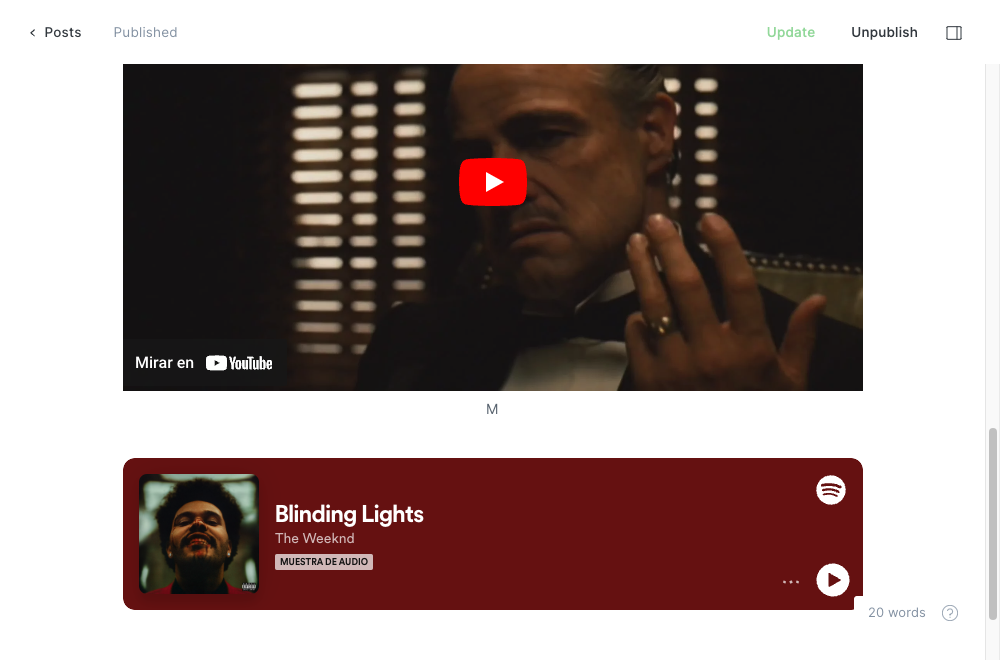 Posts
Published
Update
Unpublish
Mirar en YouTube
M
Blinding Lights
The Weeknd
MUESTRA DE AUDIO
20 words
?